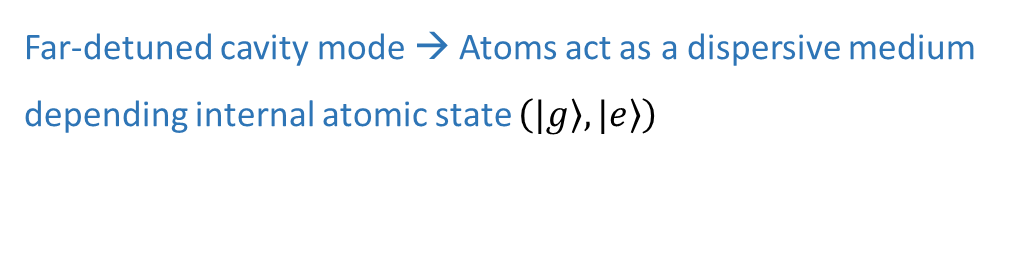 Far-detuned cavity mode → Atoms act as a dispersive medium
depending internal atomic state (|g⟩,|e⟩)